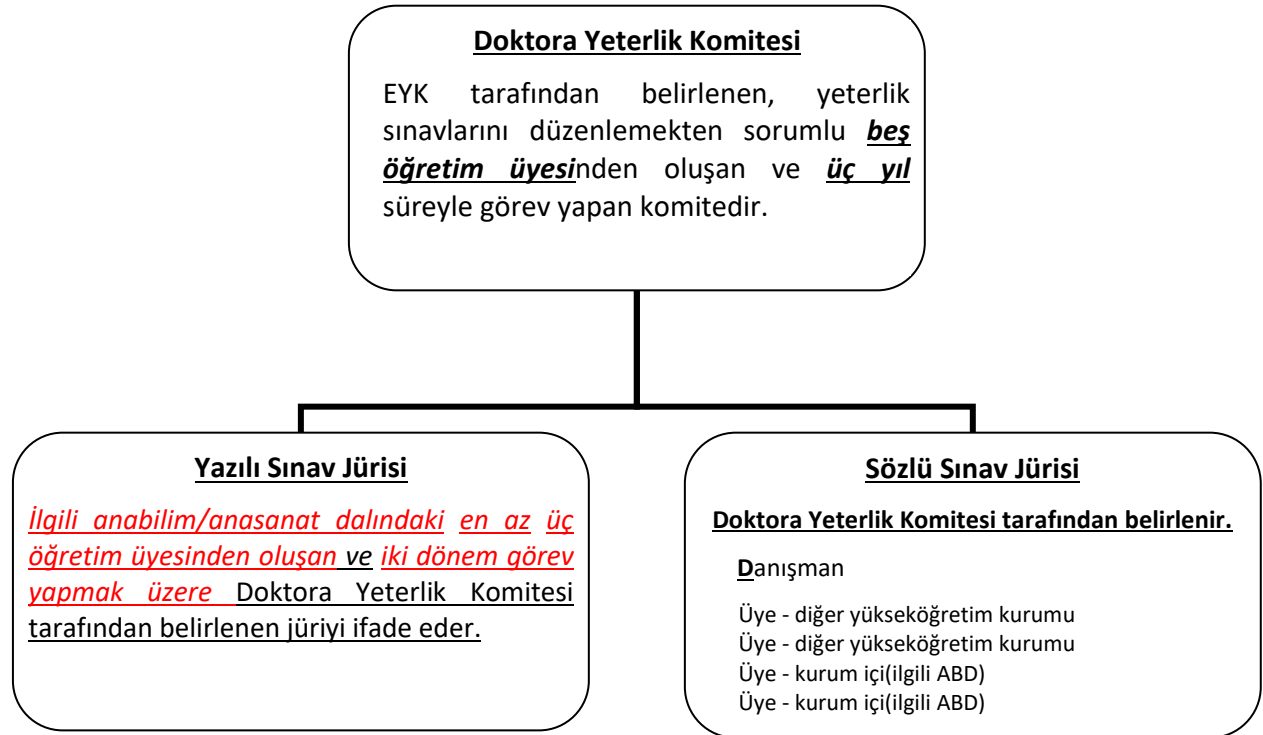 Doktora Yeterlik Komitesi
EYK tarafından belirlenen, yeterlik
sınavlarını düzenlemekten sorumlu beş
öğretim üyesinden oluşan ve üç yıl
süreyle görev yapan komitedir.
Yazılı Sınav Jürisi
İlgili anabilim/anasanat dalındaki en az üç
öğretim üyesinden oluşan ve iki dönem görev
yapmak üzere Doktora Yeterlik Komitesi
tarafından belirlenen jüriyi ifade eder.
Sözlü Sınav Jürisi
Doktora Yeterlik Komitesi tarafından belirlenir.
Danışman
Üye - diğer yükseköğretim kurumu
Üye - diğer yükseköğretim kurumu
Üye - kurum içi(ilgili ABD)
Üye - kurum içi(ilgili ABD)